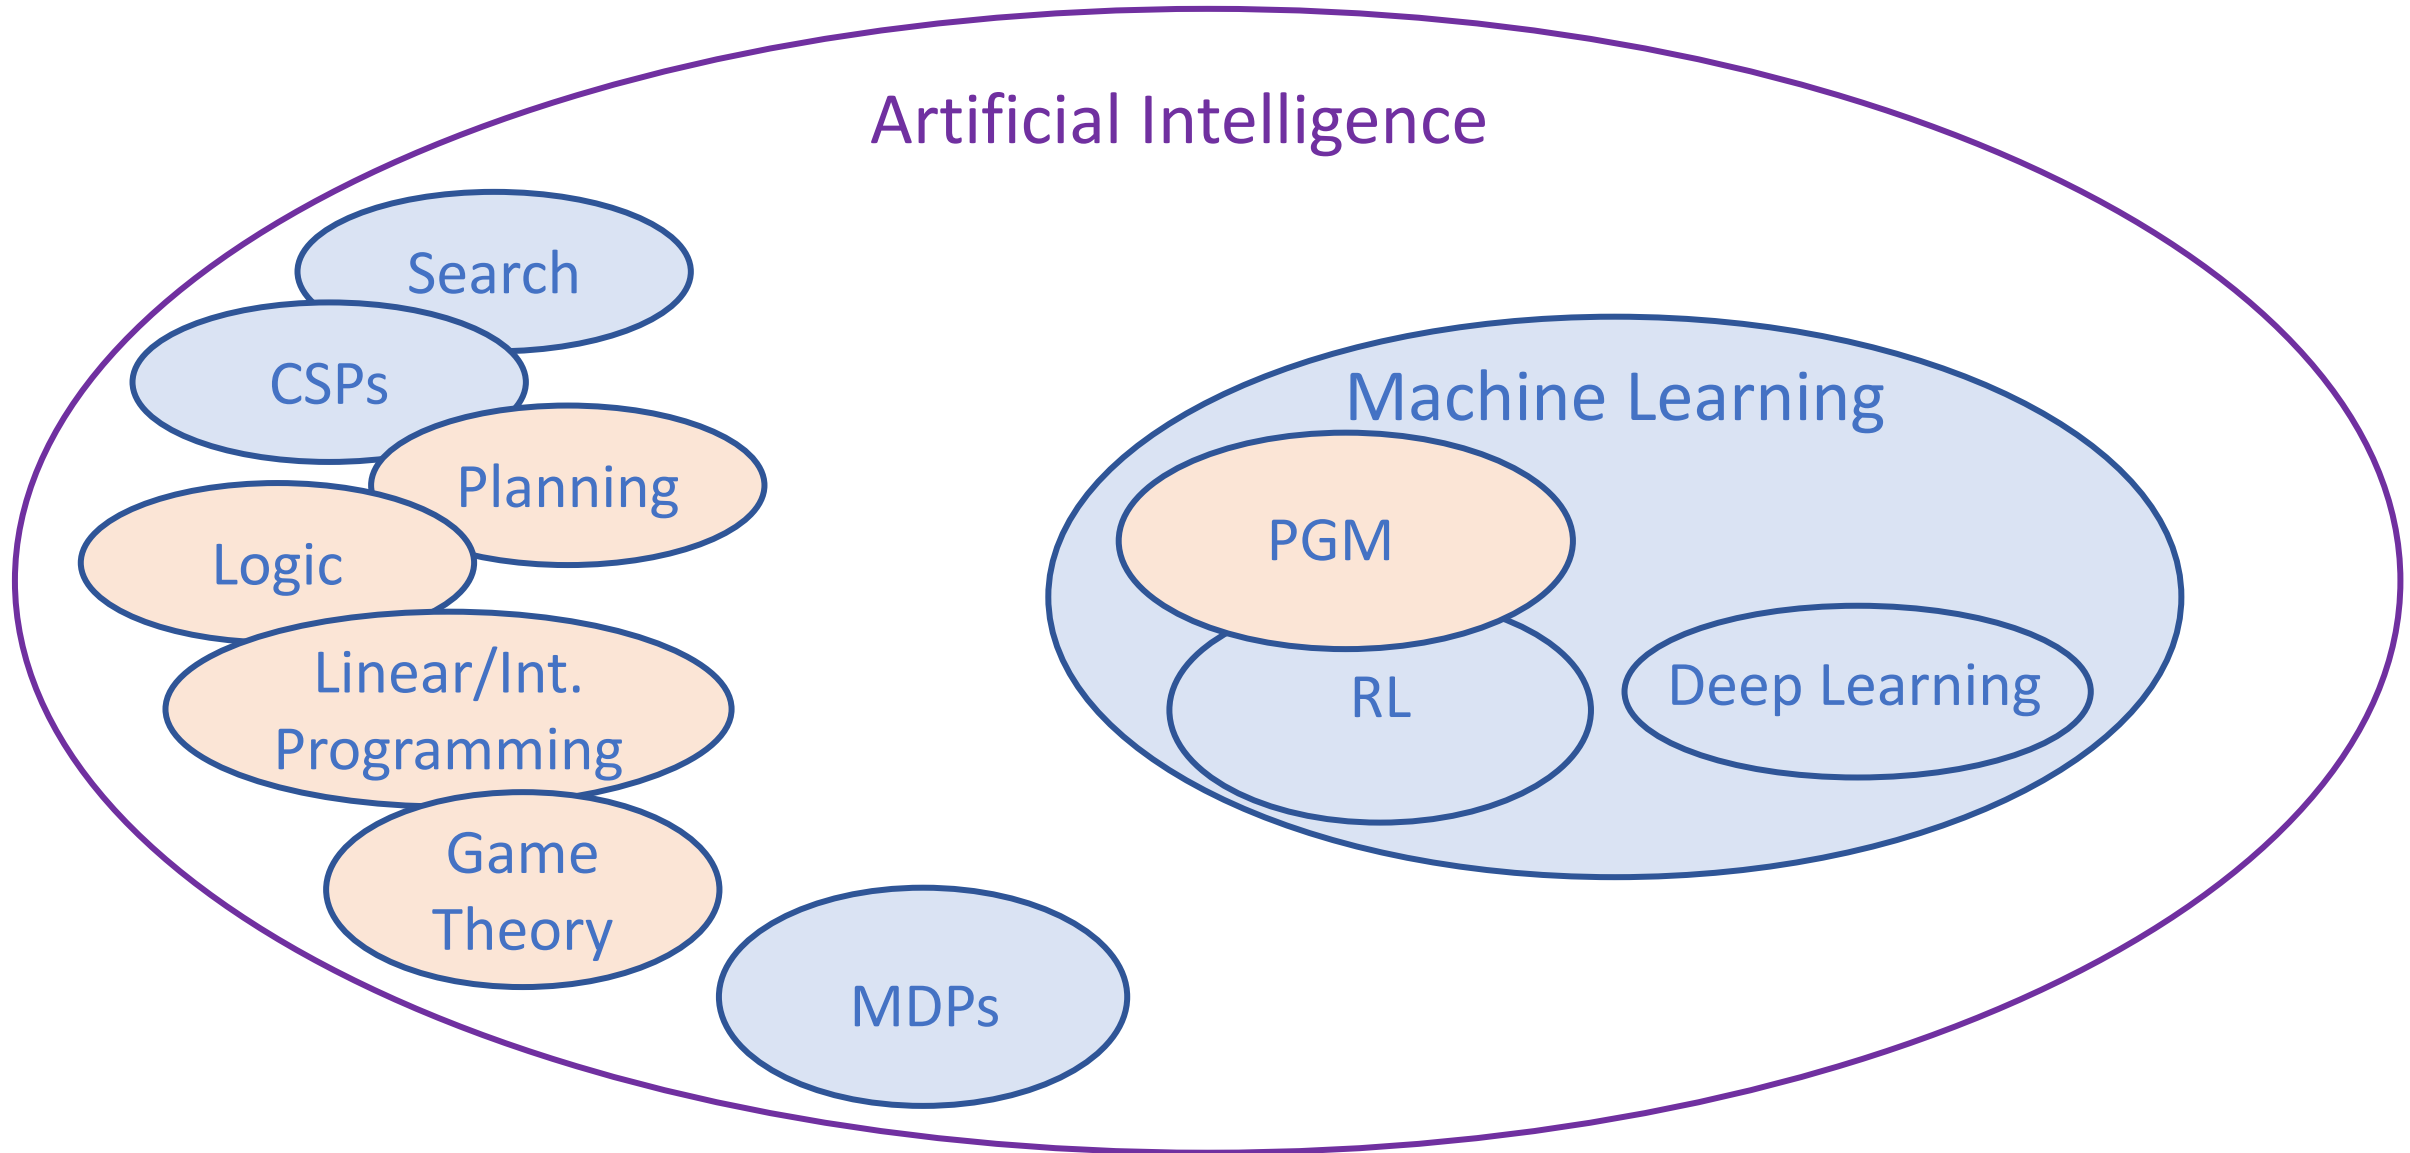 Artificial Intelligence
Search
CSPs
Planning
Logic
Linear/Int.
Programming
Game
Theory
MDPs
Machine Learning
PGM
RL
Deep Learning